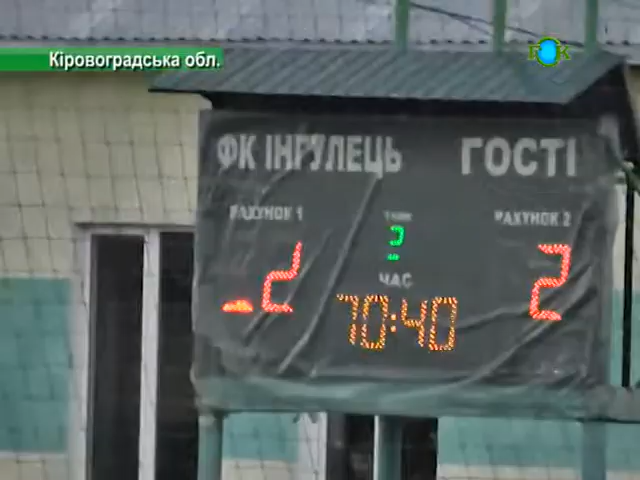 Кіровоградська обл.
ФК ІНГУЛЕЦЬ ГОСТІ
РАХУНОК 1 ТАЙМ РАХУНОК 2
2 2 2
ЧАС
70:40